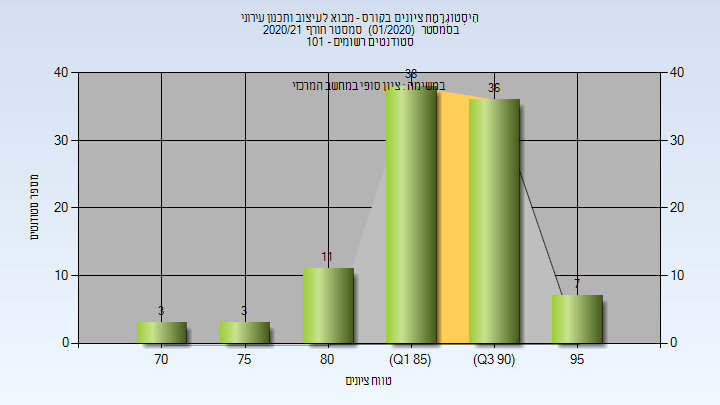 הִיסְטוֹגְרַמַּת ציונים בקורס - מבוא לעיצוב ותכנון עירוני
בסמסטר (01/2020) סמסטר חורף 2020/21
סטודנטים רשומים - 101
במשימה : ציון סופי במחשב המרכזי
מספר סטודנטים
40
30
20
10
0
40
30
20
10
0
3
3
11
38
36
7
70
75
80
(Q1 85)
(Q3 90)
95
טווח ציונים